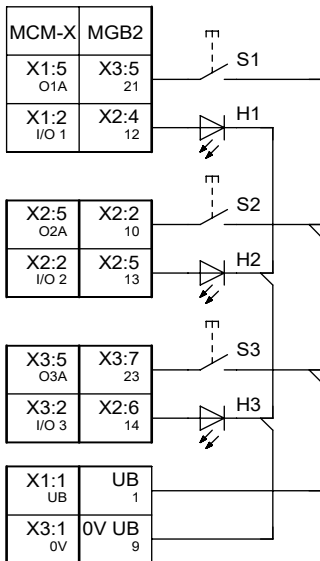 MCM-X MGB2
X1:5 X3:5 S1
O1A 21
X1:2 X2:4 H1
I/O 1 12
X2:5 X2:2 S2
O2A 10
X2:2 X2:5 H2
I/O 2 13
X3:5 X3:7 S3
O3A 23
X3:2 X2:6 H3
I/O 3 14
X1:1 UB
UB 1
X3:1 0V UB
0V 9